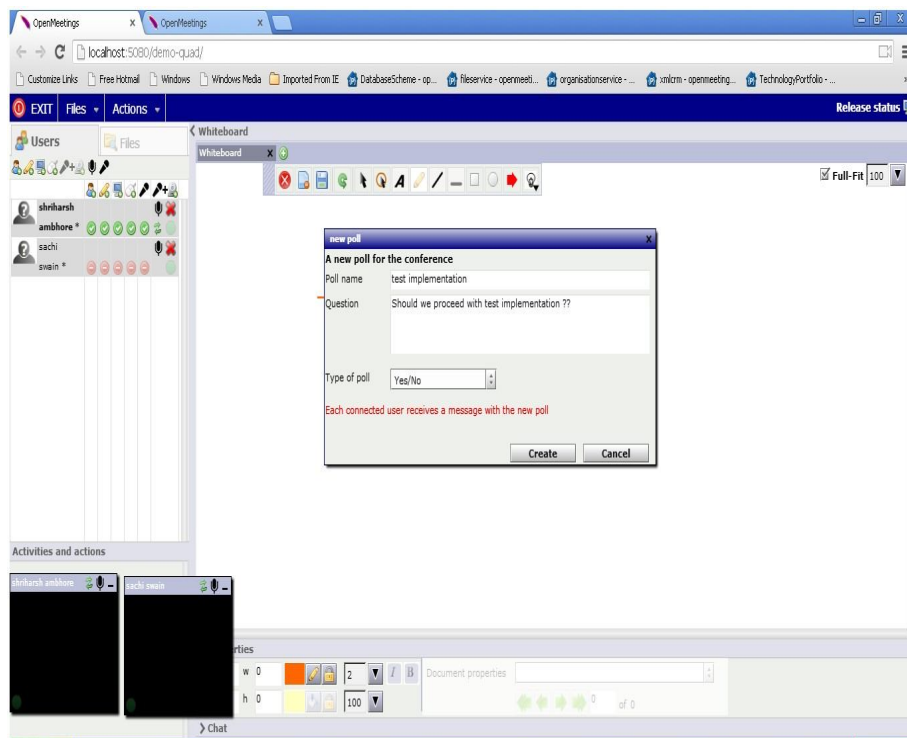 OpenMeetings x OpenMeetings x
localhost:5080/demo-quad/
Customize Links Free Hotmail Windows Windows Media Imported From IE DatabaseScheme - op... fileservice - openmeeti... organisationservice - ... xmlcrm - openmeeting... TechnologyPortfolio - ...
EXIT Files Actions Release status
Users Files
Whiteboard
Whiteboard x
Full-Fit 100
shriharsh
ambhore *
sachi
swain *
new poll x
A new poll for the conference
Poll name test implementation
Question Should we proceed with test implementation ??
Type of poll Yes/No
Each connected user receives a message with the new poll
Create Cancel
Activities and actions
shriharsh ambhore sachi swain
rties
w 0 2 I B Document properties
h 0 100 0 of 0
Chat